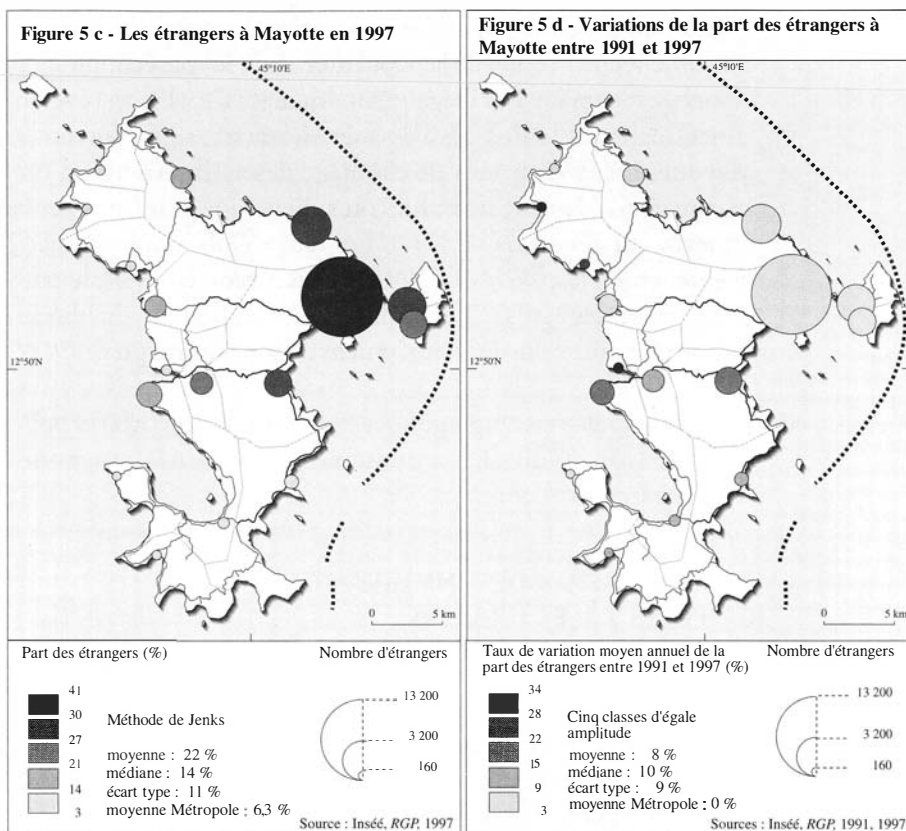 Figure 5 c - Les étrangers à Mayotte en 1997
45°10'E
12°50'N
0 5 km
Part des étrangers (%)
Nombre d'étrangers
41
30
27
21
14
3
Méthode de Jenks
moyenne : 22 %
médiane : 14 %
écart type : 11 %
moyenne Métropole : 6,3 %
13 200
3 200
160
Source : Inséé, RGP, 1997
Figure 5 d - Variations de la part des étrangers à
Mayotte entre 1991 et 1997
45°10'E
12°50'N
0 5 km
Taux de variation moyen annuel de la
part des étrangers entre 1991 et 1997 (%)
Nombre d'étrangers
34
28
22
15
9
3
Cinq classes d'égale
amplitude
moyenne : 8 %
médiane : 10 %
écart type : 9 %
moyenne Métropole : 0 %
13 200
3 200
160
Sources : Inséé, RGP, 1991, 1997